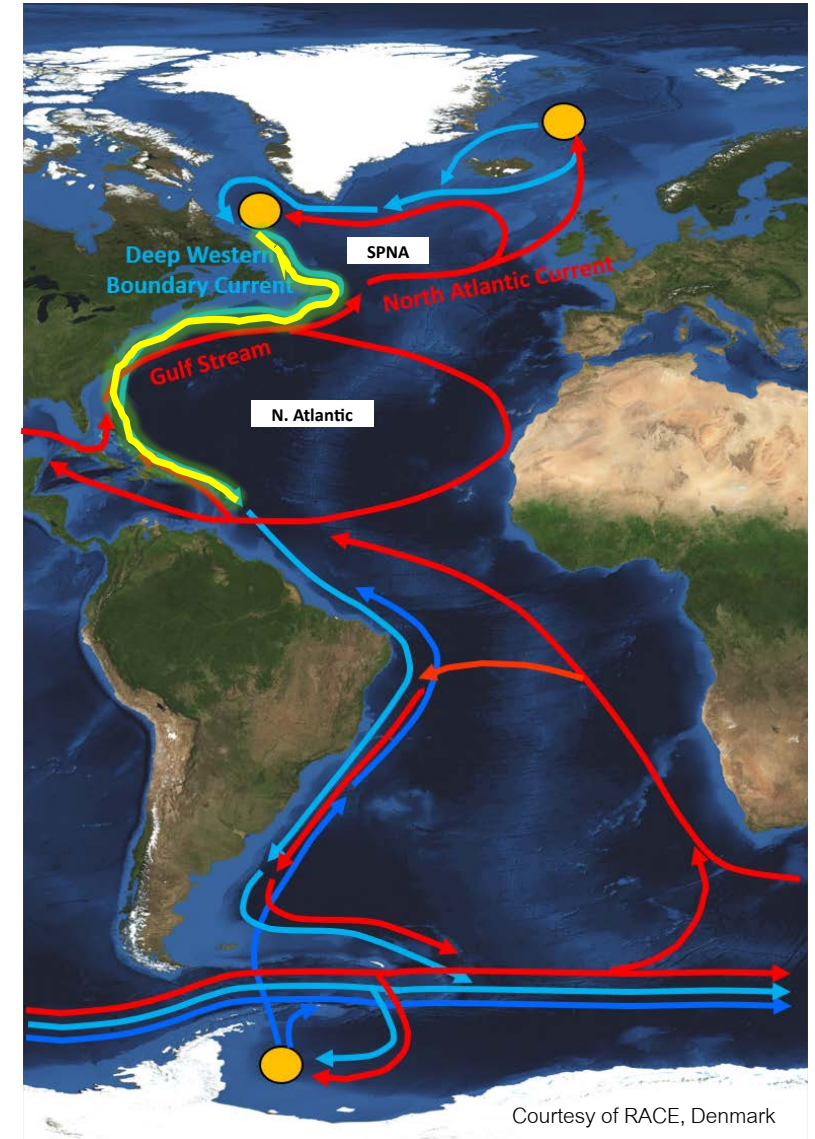 SPNA
Deep Western
Boundary Current
North Atlantic Current
Gulf Stream
N. Atlantic
Courtesy of RACE, Denmark